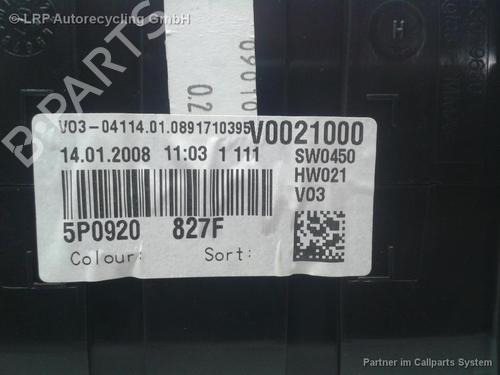 © LRP Autorecycling GmbH
B-PARTS
V03-04114.01.0891710395
V0021000
14.01.2008 11:03 1 111
SW0450
HW021
V03
5P0920 827F
Colour: Sort:
Partner im Callparts System